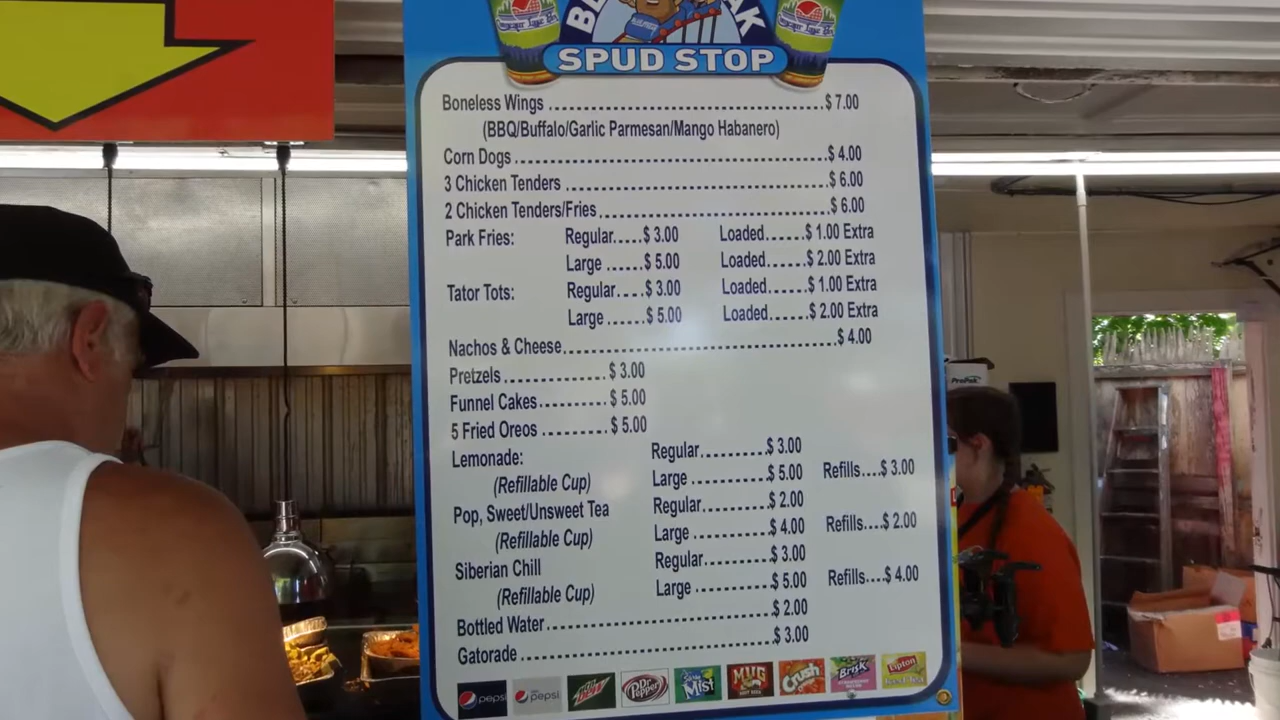 SPUD STOP
Boneless Wings ........ $ 7.00
(BBQ/Buffalo/Garlic Parmesan/Mango Habanero)
Corn Dogs ........ $ 4.00
3 Chicken Tenders ........ $ 6.00
2 Chicken Tenders/Fries ........ $ 6.00
Park Fries: Regular.....$ 3.00 Loaded.......$ 1.00 Extra
Large ......$ 5.00 Loaded......$ 2.00 Extra
Tator Tots: Regular....$ 3.00 Loaded......$ 1.00 Extra
Large ......$ 5.00 Loaded......$ 2.00 Extra
Nachos & Cheese ........ $ 4.00
Pretzels ........ $ 3.00
Funnel Cakes ........ $ 5.00
5 Fried Oreos ........ $ 5.00
Lemonade: Regular..........$ 3.00
(Refillable Cup) Large ..........$ 5.00 Refills....$ 3.00
Pop, Sweet/Unsweet Tea Regular..........$ 2.00
(Refillable Cup) Large ..........$ 4.00 Refills....$ 2.00
Siberian Chill Regular..........$ 3.00
(Refillable Cup) Large ..........$ 5.00 Refills....$ 4.00
Bottled Water ........ $ 2.00
Gatorade ........ $ 3.00
pepsi pepsi Mtn DEW Dr Pepper Mist MUG Crush BRISK Lipton
ProPak